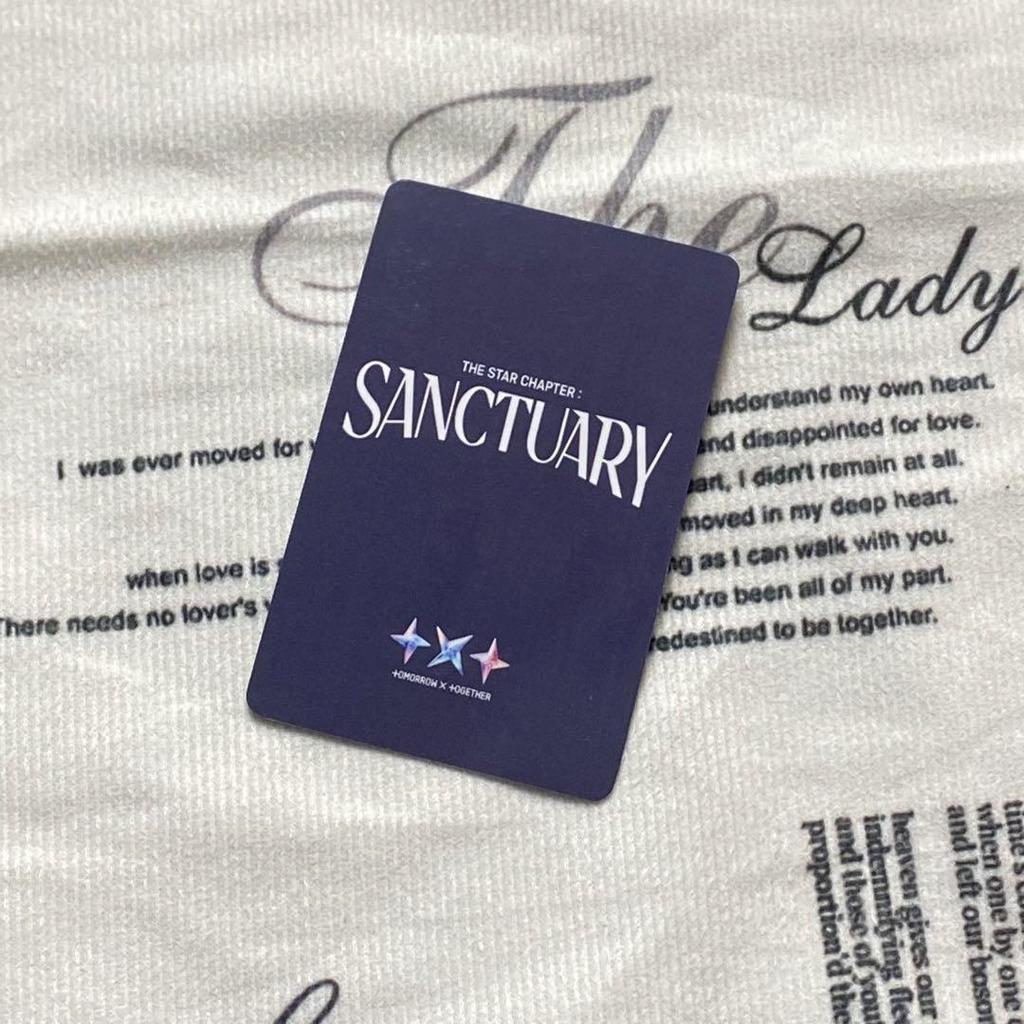 The
Lady
THE STAR CHAPTER :
SANCTUARY
TOMORROW X TOGETHER
understand my own heart.
I was ever moved for
and disappointed for love.
I didn't remain at all.
moved in my deep heart.
when love is
as I can walk with you.
There needs no lover's
You're been all of my part.
redestined to be together.
heaven gives our
indemnifying
and those of
proportion'd the
when one by one
and left our